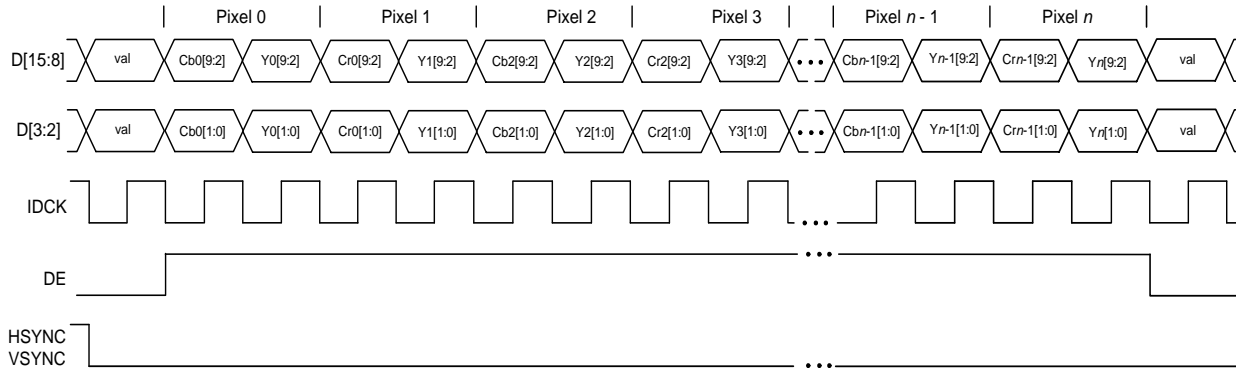 Pixel 0 Pixel 1 Pixel 2 Pixel 3 Pixel n - 1 Pixel n
D[15:8] val Cb0[9:2] Y0[9:2] Cr0[9:2] Y1[9:2] Cb2[9:2] Y2[9:2] Cr2[9:2] Y3[9:2] ••• Cbn-1[9:2] Yn-1[9:2] Crn-1[9:2] Yn[9:2] val
D[3:2] val Cb0[1:0] Y0[1:0] Cr0[1:0] Y1[1:0] Cb2[1:0] Y2[1:0] Cr2[1:0] Y3[1:0] ••• Cbn-1[1:0] Yn-1[1:0] Crn-1[1:0] Yn[1:0] val
IDCK •••
DE •••
HSYNC
VSYNC •••